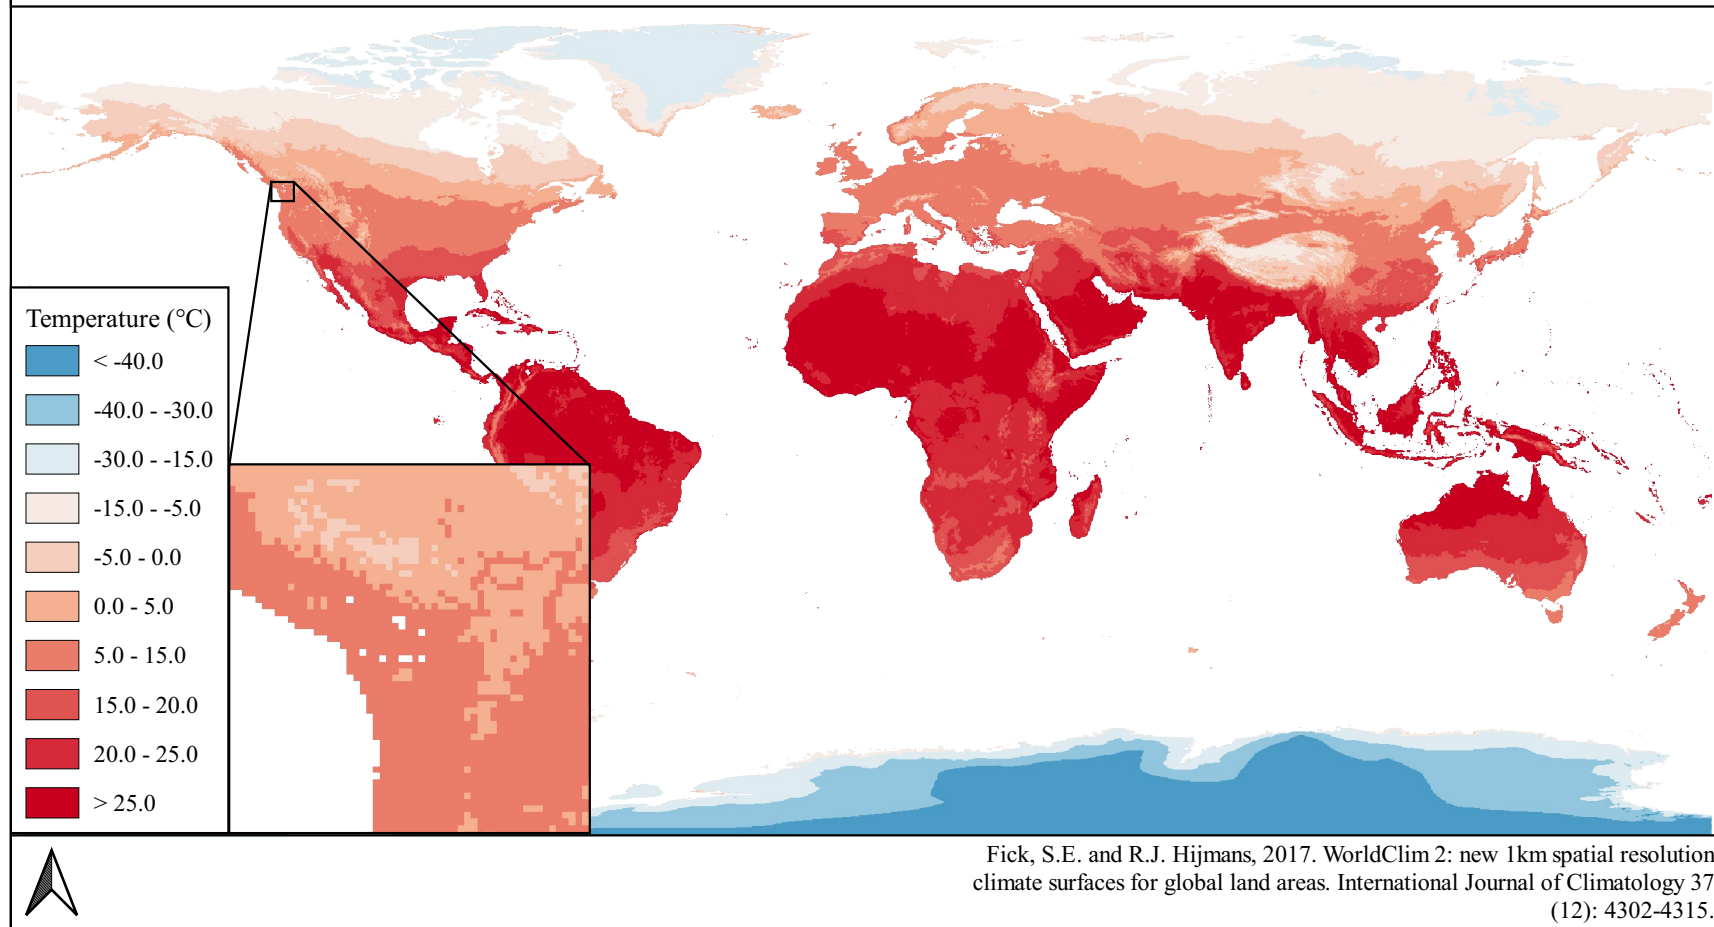 Temperature (°C)
< -40.0
-40.0 - -30.0
-30.0 - -15.0
-15.0 - -5.0
-5.0 - 0.0
0.0 - 5.0
5.0 - 15.0
15.0 - 20.0
20.0 - 25.0
> 25.0
Fick, S.E. and R.J. Hijmans, 2017. WorldClim 2: new 1km spatial resolution
climate surfaces for global land areas. International Journal of Climatology 37
(12): 4302-4315.